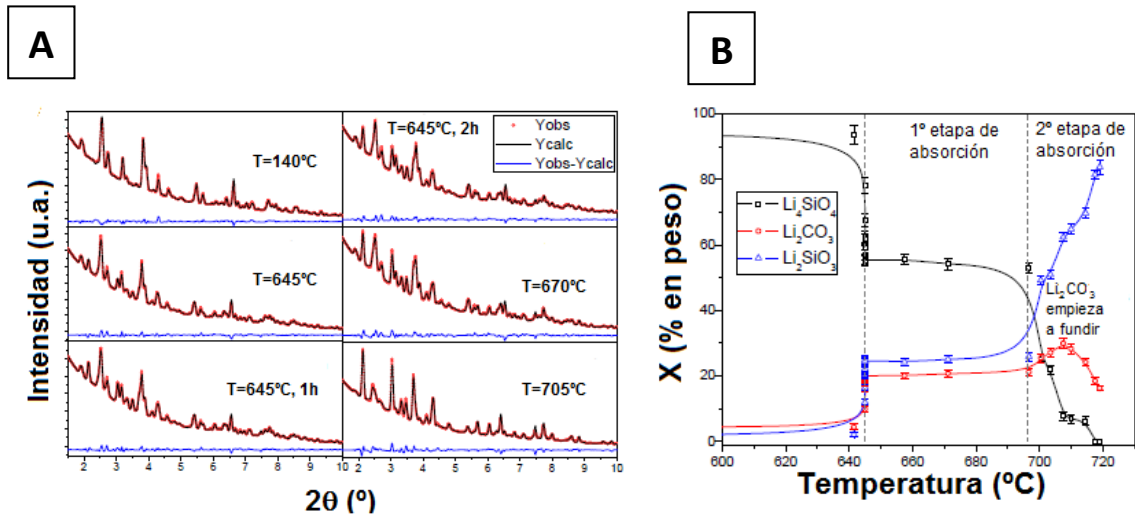 A
B
Intensidad (u.a.)
T=140ºC
T=645ºC, 2h
Yobs
Ycalc
Yobs-Ycalc
T=645ºC
T=670ºC
T=645ºC, 1h
T=705ºC
2 3 4 5 6 7 8 9 10
2 3 4 5 6 7 8 9 10
2θ (º)
X (% en peso)
100
80
60
40
20
0
1º etapa de
absorción
2º etapa de
absorción
Li₄SiO₄
Li₂CO₃
Li₂SiO₃
Li₂CO₃
empieza
a fundir
600 620 640 660 680 700 720
Temperatura (ºC)